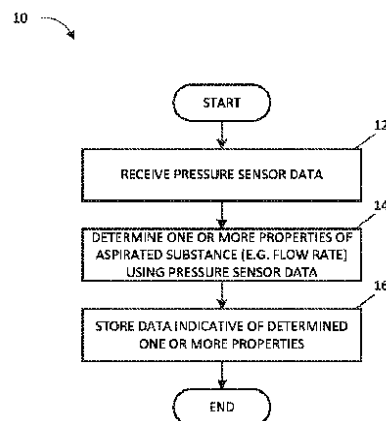 10
START
12
RECEIVE PRESSURE SENSOR DATA
14
DETERMINE ONE OR MORE PROPERTIES OF
ASPIRATED SUBSTANCE (E.G. FLOW RATE)
USING PRESSURE SENSOR DATA
16
STORE DATA INDICATIVE OF DETERMINED
ONE OR MORE PROPERTIES
END